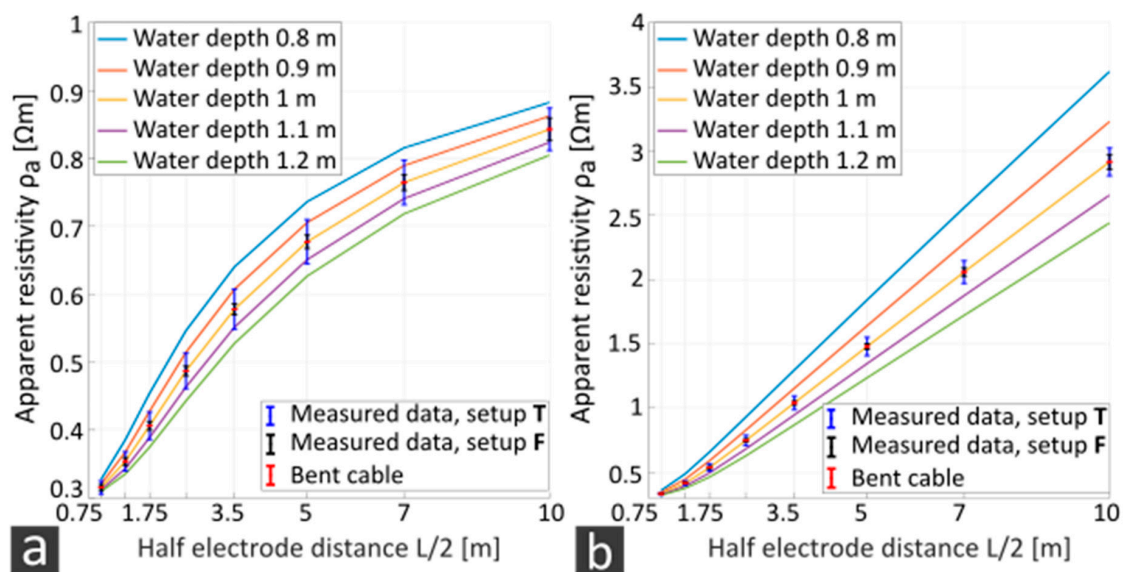 1
0.9
0.8
0.7
0.6
0.5
0.4
0.3
Apparent resistivity ρa [Ωm]
Water depth 0.8 m
Water depth 0.9 m
Water depth 1 m
Water depth 1.1 m
Water depth 1.2 m
Measured data, setup T
Measured data, setup F
Bent cable
0.75 1.75 3.5 5 7 10
a
Half electrode distance L/2 [m]
4
3.5
3
2.5
2
1.5
1
0.5
Apparent resistivity ρa [Ωm]
Water depth 0.8 m
Water depth 0.9 m
Water depth 1 m
Water depth 1.1 m
Water depth 1.2 m
Measured data, setup T
Measured data, setup F
Bent cable
0.75 1.75 3.5 5 7 10
b
Half electrode distance L/2 [m]